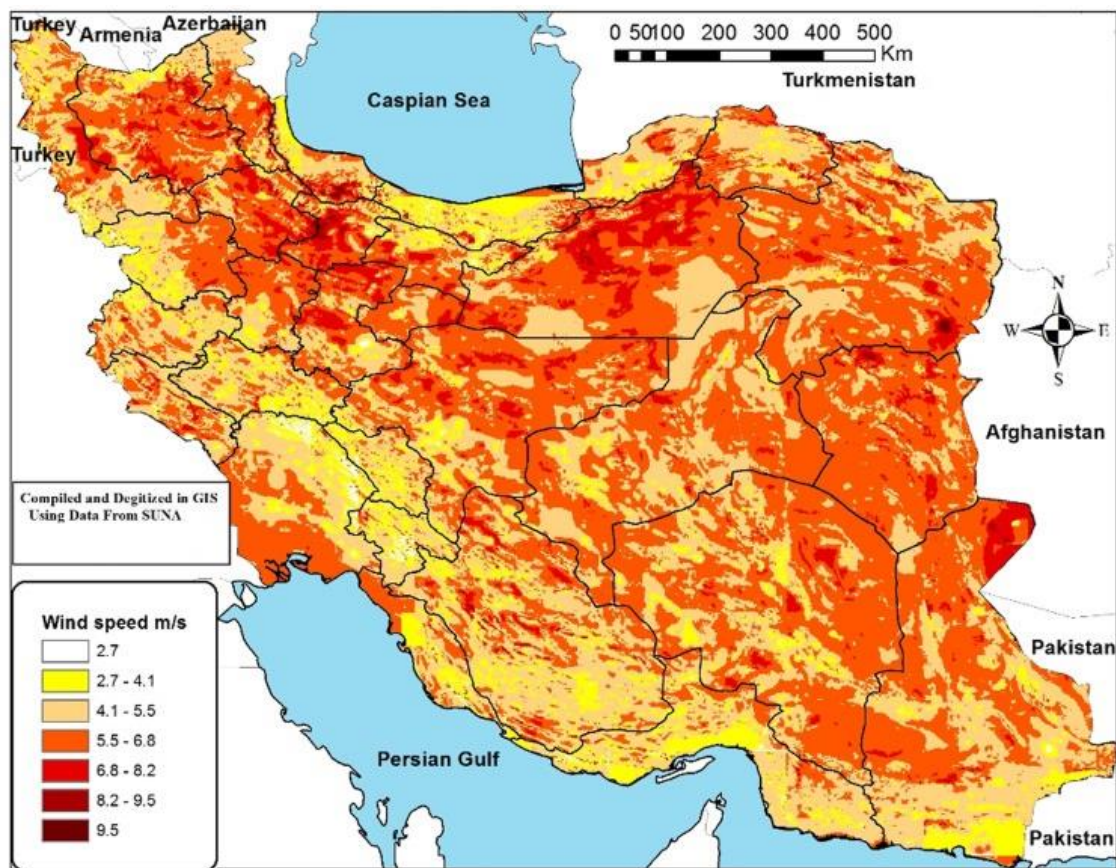 Turkey
Armenia
Azerbaijan
0 50100 200 300 400 500
Km
Turkmenistan
Caspian Sea
Turkey
N
W E
S
Afghanistan
Compiled and Degitized in GIS
Using Data From SUNA
Wind speed m/s
2.7
2.7 - 4.1
4.1 - 5.5
5.5 - 6.8
6.8 - 8.2
8.2 - 9.5
9.5
Pakistan
Persian Gulf
Pakistan